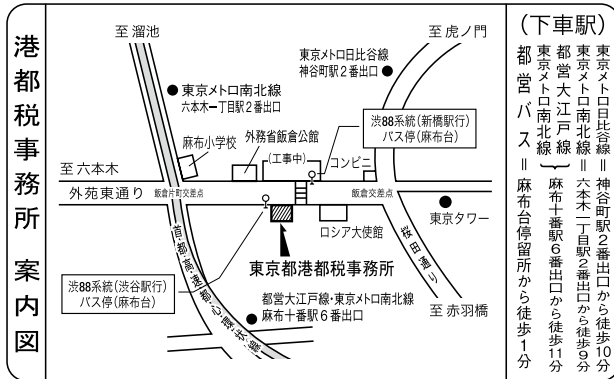 港都税事務所 案内図
至溜池
至虎ノ門
東京メトロ日比谷線
神谷町駅2番出口
東京メトロ南北線
六本木一丁目駅2番出口
渋88系統(新橋駅行)
バス停(麻布台)
外務省飯倉公館
麻布小学校
(工事中)
コンビニ
至六本木
外苑東通り
飯倉片町交差点
飯倉交差点
東京タワー
ロシア大使館
桜田通り
東京都港都税事務所
首都高速都心環状線
渋88系統(渋谷駅行)
バス停(麻布台)
都営大江戸線・東京メトロ南北線
麻布十番駅6番出口
至赤羽橋
(下車駅)
東京メトロ日比谷線=神谷町駅2番出口から徒歩10分
東京メトロ南北線=六本木一丁目駅2番出口から徒歩9分
都営大江戸線
東京メトロ南北線
麻布十番駅6番出口から徒歩11分
都営バス=麻布台停留所から徒歩1分